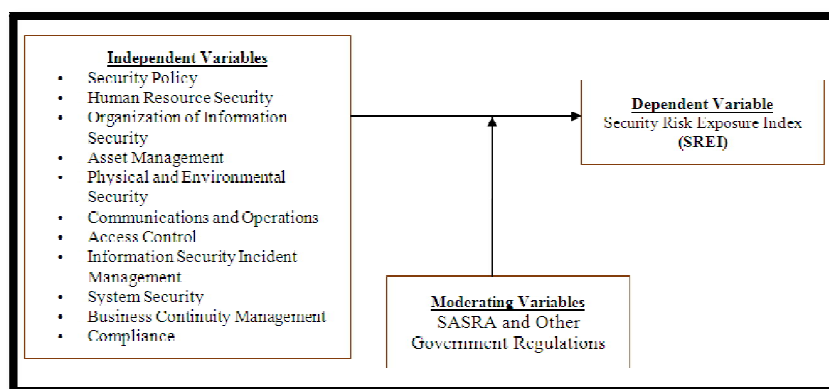 Independent Variables
• Security Policy
• Human Resource Security
• Organization of Information
Security
• Asset Management
• Physical and Environmental
Security
• Communications and Operations
• Access Control
• Information Security Incident
Management
• System Security
• Business Continuity Management
• Compliance
Dependent Variable
Security Risk Exposure Index
(SREI)
Moderating Variables
SASRA and Other
Government Regulations